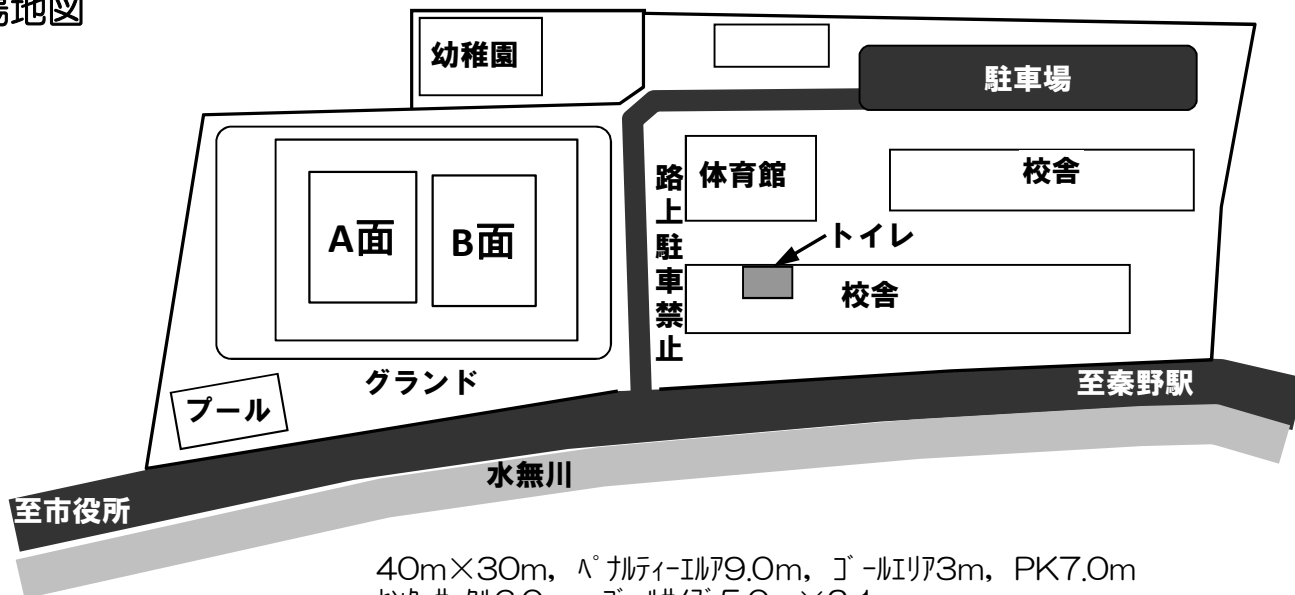 場地図
幼稚園
駐車場
路上駐車禁止
体育館
校舎
A面
B面
トイレ
校舎
グランド
プール
至秦野駅
水無川
至市役所
40m×30m, ペナルティーエルア9.0m, ゴールエリア3m, PK7.0m